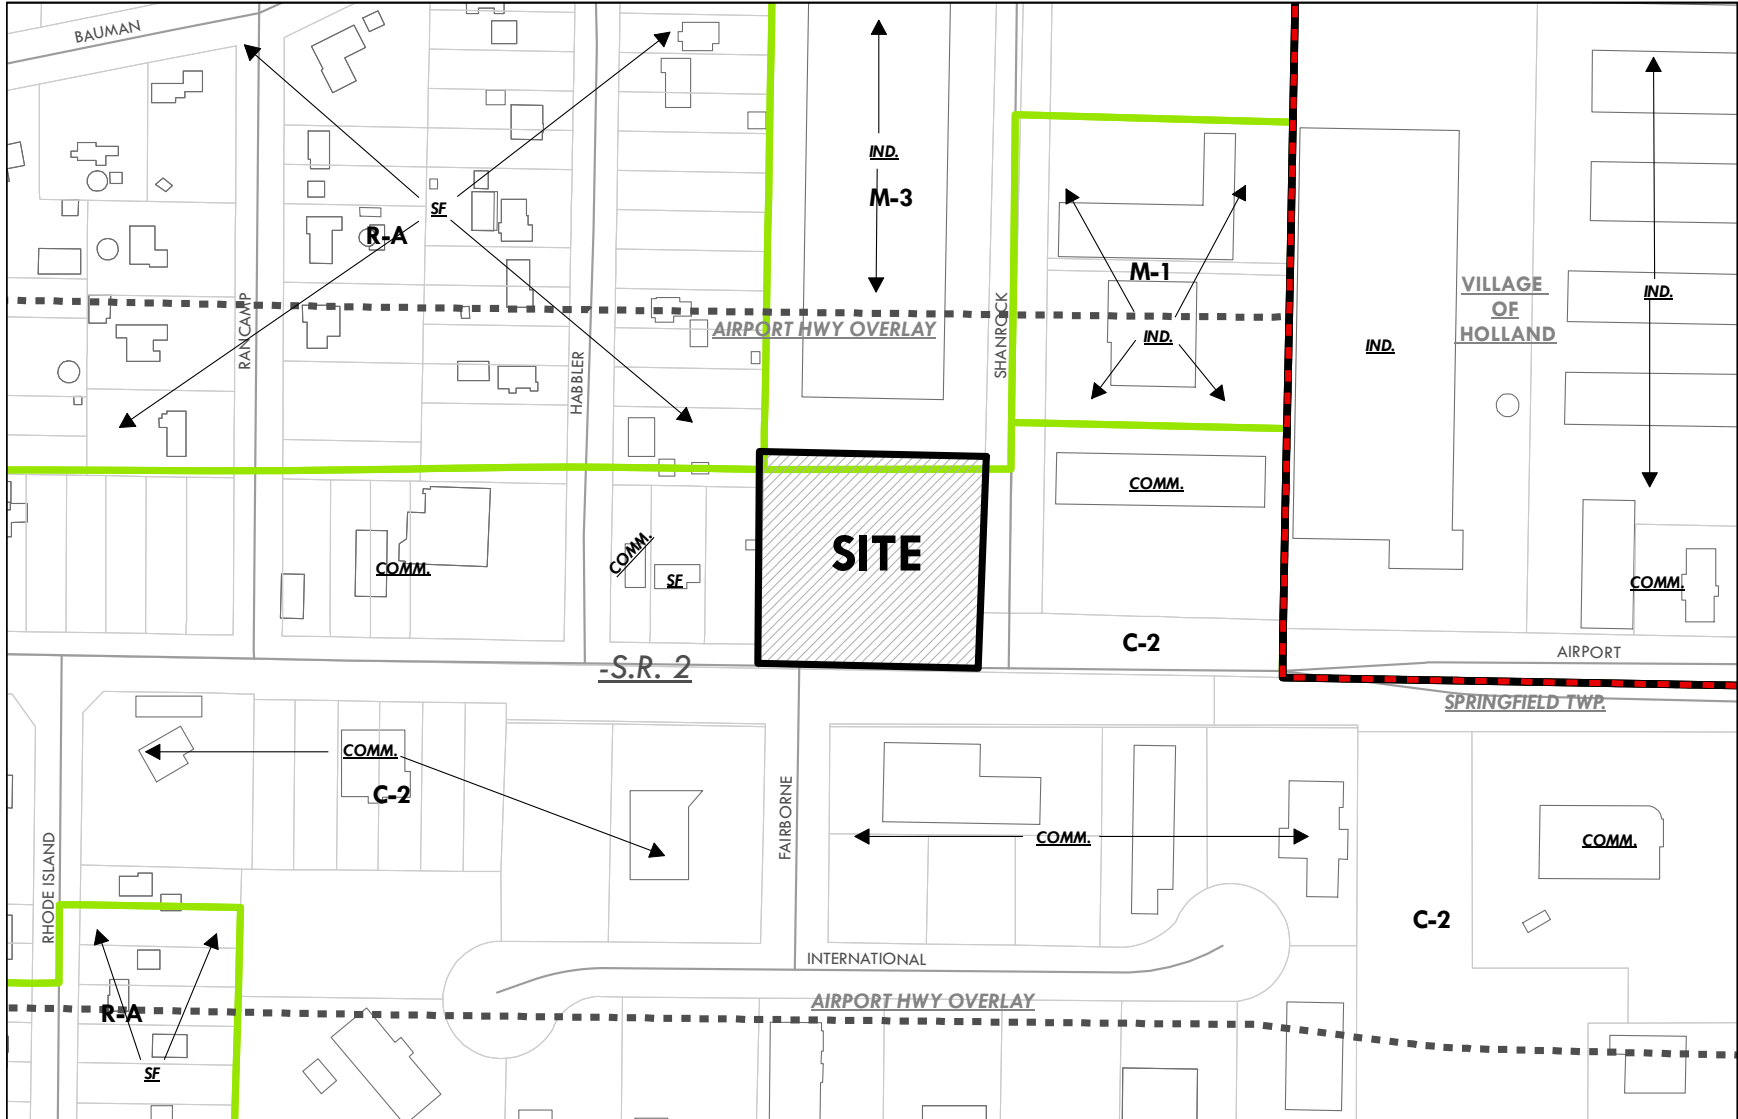 BAUMAN
IND.
M-3
SF
R-A
M-1
VILLAGE
OF
HOLLAND
IND.
RANCAMP
SHANROCK
AIRPORT HWY OVERLAY
IND.
IND.
HABBLER
COMM.
SITE
COMM.
COMM.
SF
COMM.
C-2
AIRPORT
-S.R. 2
SPRINGFIELD TWP.
COMM.
C-2
FAIRBORNE
COMM.
COMM.
RHODE ISLAND
C-2
INTERNATIONAL
AIRPORT HWY OVERLAY
R-A
SF